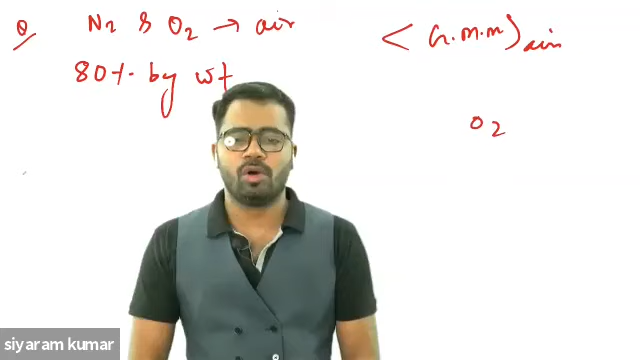 Q N2 & O2 → air
80% by wt
< G.M.M >air
O2
siyaram kumar